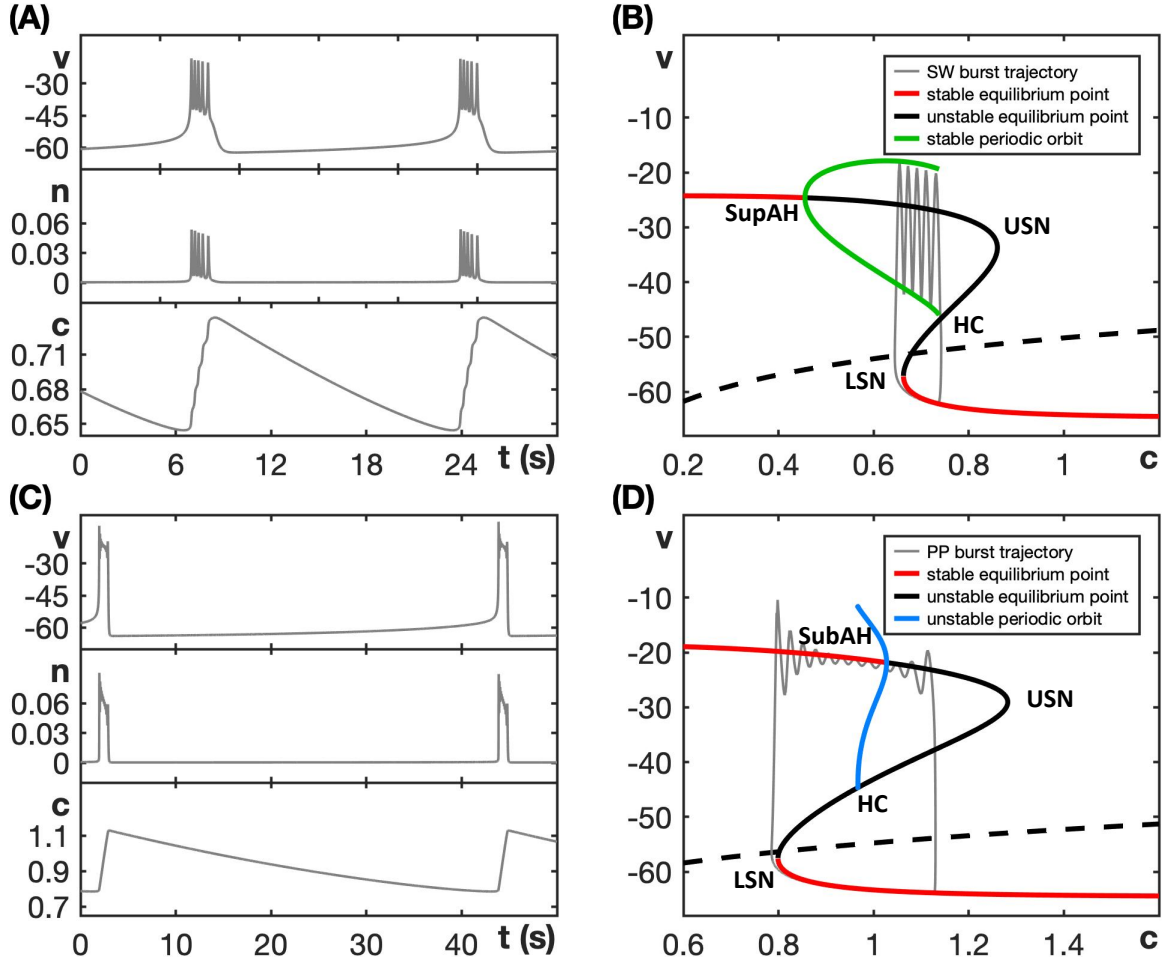 (A)
v
-30
-45
-60
n
0.06
0.03
0
c
0.71
0.68
0.65
0 6 12 18 24 t (s)
(B)
v
-10
-20
-30
-40
-50
-60
SW burst trajectory
stable equilibrium point
unstable equilibrium point
stable periodic orbit
SupAH
USN
HC
LSN
0.2 0.4 0.6 0.8 1 c
(C)
v
-30
-45
-60
n
0.06
0.03
0
c
1.1
0.9
0.7
0 10 20 30 40 t (s)
(D)
v
-10
-20
-30
-40
-50
-60
PP burst trajectory
stable equilibrium point
unstable equilibrium point
unstable periodic orbit
SubAH
USN
HC
LSN
0.6 0.8 1 1.2 1.4 c